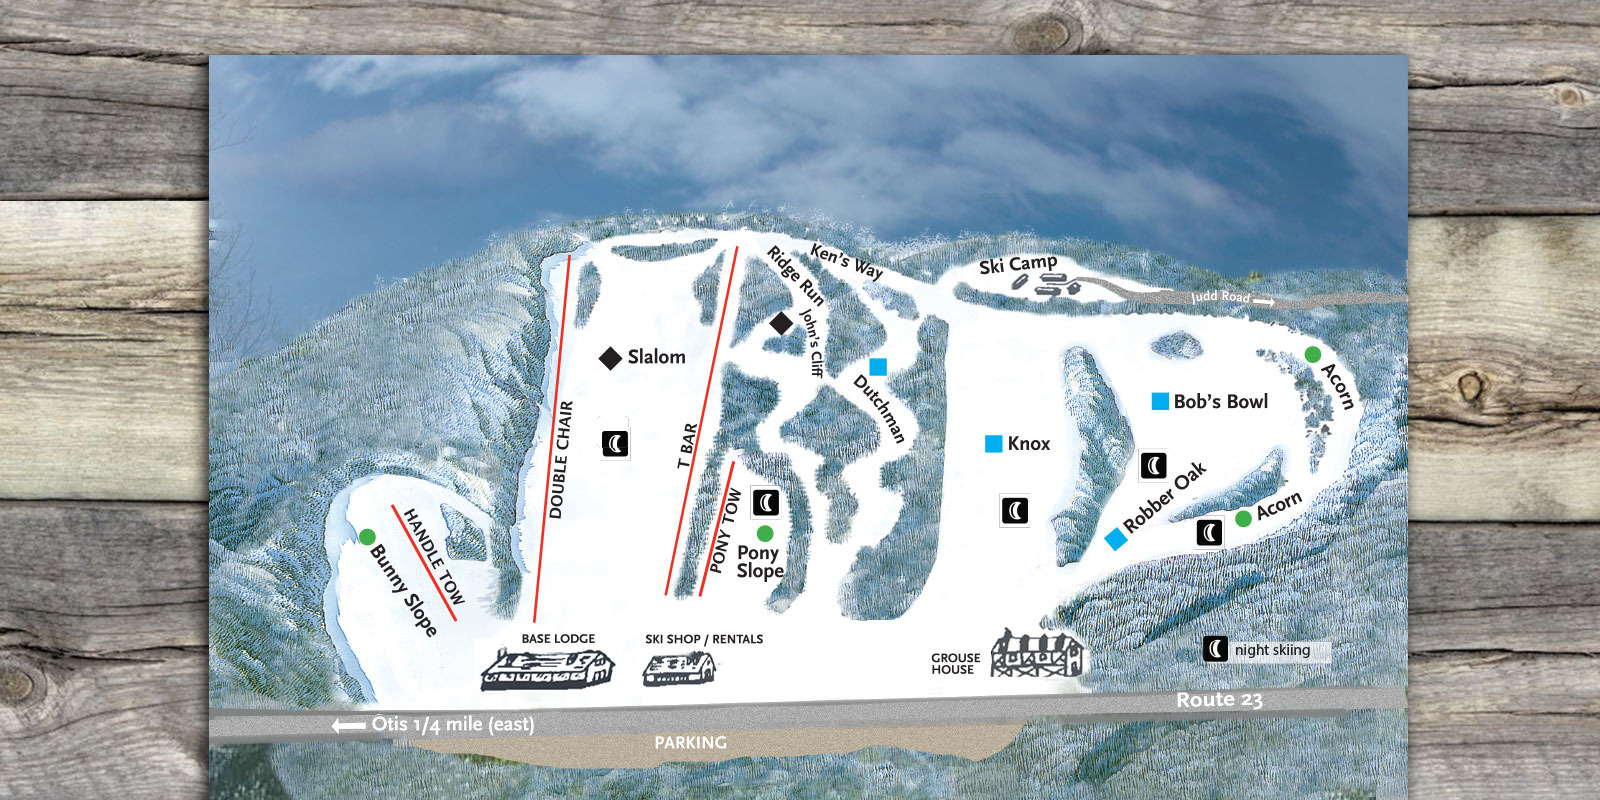 Ken's Way
Ridge Run
John's Cliff
Ski Camp
Judd Road
Slalom
Dutchman
Acorn
Bob's Bowl
Knox
DOUBLE CHAIR
T BAR
PONY TOW
Robber Oak
Acorn
HANDLE TOW
Bunny Slope
Pony
Slope
BASE LODGE
SKI SHOP / RENTALS
GROUSE
HOUSE
night skiing
Route 23
Otis 1/4 mile (east)
PARKING